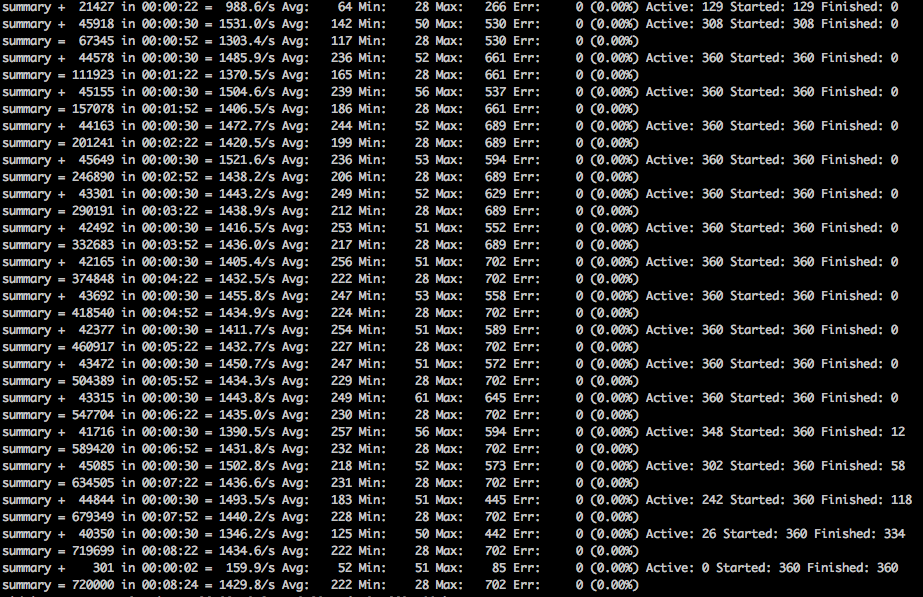 summary +  21427 in 00:00:22 =  988.6/s Avg:    64 Min:    28 Max:   266 Err:     0 (0.00%) Active: 129 Started: 129 Finished: 0
summary +  45918 in 00:00:30 = 1531.0/s Avg:   142 Min:    50 Max:   530 Err:     0 (0.00%) Active: 308 Started: 308 Finished: 0
summary =  67345 in 00:00:52 = 1303.4/s Avg:   117 Min:    28 Max:   530 Err:     0 (0.00%)
summary +  44578 in 00:00:30 = 1485.9/s Avg:   236 Min:    52 Max:   661 Err:     0 (0.00%) Active: 360 Started: 360 Finished: 0
summary = 111923 in 00:01:22 = 1370.5/s Avg:   165 Min:    28 Max:   661 Err:     0 (0.00%)
summary +  45155 in 00:00:30 = 1504.6/s Avg:   239 Min:    56 Max:   537 Err:     0 (0.00%) Active: 360 Started: 360 Finished: 0
summary = 157078 in 00:01:52 = 1406.5/s Avg:   186 Min:    28 Max:   661 Err:     0 (0.00%)
summary +  44163 in 00:00:30 = 1472.7/s Avg:   244 Min:    52 Max:   689 Err:     0 (0.00%) Active: 360 Started: 360 Finished: 0
summary = 201241 in 00:02:22 = 1420.5/s Avg:   199 Min:    28 Max:   689 Err:     0 (0.00%)
summary +  45649 in 00:00:30 = 1521.6/s Avg:   236 Min:    53 Max:   594 Err:     0 (0.00%) Active: 360 Started: 360 Finished: 0
summary = 246890 in 00:02:52 = 1438.2/s Avg:   206 Min:    28 Max:   689 Err:     0 (0.00%)
summary +  43301 in 00:00:30 = 1443.2/s Avg:   249 Min:    52 Max:   629 Err:     0 (0.00%) Active: 360 Started: 360 Finished: 0
summary = 290191 in 00:03:22 = 1438.9/s Avg:   212 Min:    28 Max:   689 Err:     0 (0.00%)
summary +  42492 in 00:00:30 = 1416.5/s Avg:   253 Min:    51 Max:   552 Err:     0 (0.00%) Active: 360 Started: 360 Finished: 0
summary = 332683 in 00:03:52 = 1436.0/s Avg:   217 Min:    28 Max:   689 Err:     0 (0.00%)
summary +  42165 in 00:00:30 = 1405.4/s Avg:   256 Min:    51 Max:   702 Err:     0 (0.00%) Active: 360 Started: 360 Finished: 0
summary = 374848 in 00:04:22 = 1432.5/s Avg:   222 Min:    28 Max:   702 Err:     0 (0.00%)
summary +  43692 in 00:00:30 = 1455.8/s Avg:   247 Min:    53 Max:   558 Err:     0 (0.00%) Active: 360 Started: 360 Finished: 0
summary = 418540 in 00:04:52 = 1434.9/s Avg:   224 Min:    28 Max:   702 Err:     0 (0.00%)
summary +  42377 in 00:00:30 = 1411.7/s Avg:   254 Min:    51 Max:   589 Err:     0 (0.00%) Active: 360 Started: 360 Finished: 0
summary = 460917 in 00:05:22 = 1432.7/s Avg:   227 Min:    28 Max:   702 Err:     0 (0.00%)
summary +  43472 in 00:00:30 = 1450.7/s Avg:   247 Min:    51 Max:   572 Err:     0 (0.00%) Active: 360 Started: 360 Finished: 0
summary = 504389 in 00:05:52 = 1434.3/s Avg:   229 Min:    28 Max:   702 Err:     0 (0.00%)
summary +  43315 in 00:00:30 = 1443.8/s Avg:   249 Min:    61 Max:   645 Err:     0 (0.00%) Active: 360 Started: 360 Finished: 0
summary = 547704 in 00:06:22 = 1435.0/s Avg:   230 Min:    28 Max:   702 Err:     0 (0.00%)
summary +  41716 in 00:00:30 = 1390.5/s Avg:   257 Min:    56 Max:   594 Err:     0 (0.00%) Active: 348 Started: 360 Finished: 12
summary = 589420 in 00:06:52 = 1431.8/s Avg:   232 Min:    28 Max:   702 Err:     0 (0.00%)
summary +  45085 in 00:00:30 = 1502.8/s Avg:   218 Min:    52 Max:   573 Err:     0 (0.00%) Active: 302 Started: 360 Finished: 58
summary = 634505 in 00:07:22 = 1436.6/s Avg:   231 Min:    28 Max:   702 Err:     0 (0.00%)
summary +  44844 in 00:00:30 = 1493.5/s Avg:   183 Min:    51 Max:   445 Err:     0 (0.00%) Active: 242 Started: 360 Finished: 118
summary = 679349 in 00:07:52 = 1440.2/s Avg:   228 Min:    28 Max:   702 Err:     0 (0.00%)
summary +  40350 in 00:00:30 = 1346.2/s Avg:   125 Min:    50 Max:   442 Err:     0 (0.00%) Active: 26 Started: 360 Finished: 334
summary = 719699 in 00:08:22 = 1434.6/s Avg:   222 Min:    28 Max:   702 Err:     0 (0.00%)
summary +    301 in 00:00:02 =  159.9/s Avg:    52 Min:    51 Max:    85 Err:     0 (0.00%) Active: 0 Started: 360 Finished: 360
summary = 720000 in 00:08:24 = 1429.8/s Avg:   222 Min:    28 Max:   702 Err:     0 (0.00%)